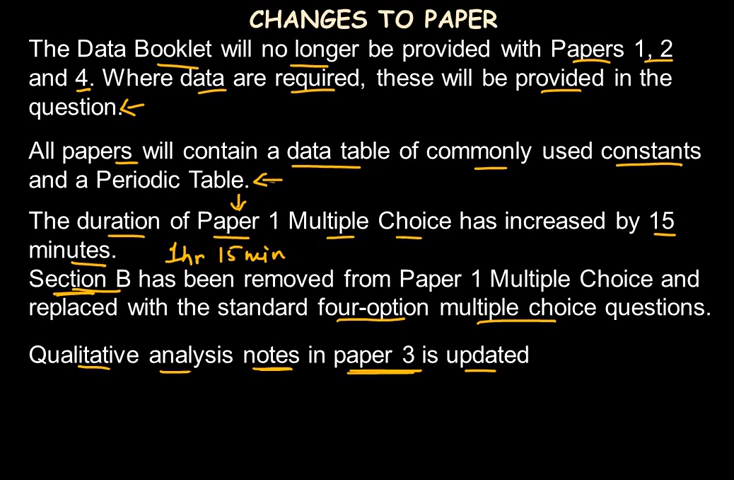 CHANGES TO PAPER
The Data Booklet will no longer be provided with Papers 1, 2
and 4. Where data are required, these will be provided in the
question.
All papers will contain a data table of commonly used constants
and a Periodic Table.
The duration of Paper 1 Multiple Choice has increased by 15
minutes. 1hr 15min
Section B has been removed from Paper 1 Multiple Choice and
replaced with the standard four-option multiple choice questions.
Qualitative analysis notes in paper 3 is updated